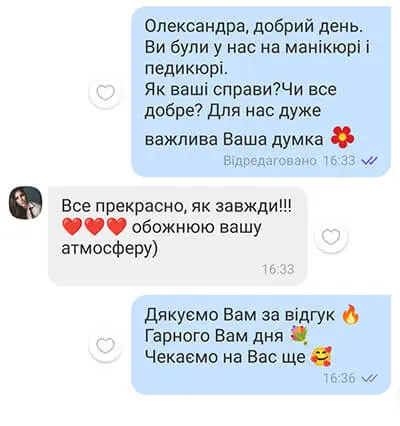 Олександра, добрий день.
Ви були у нас на манікюрі і
педикюрі.
Як ваші справи?Чи все
добре? Для нас дуже
важлива Ваша думка 🌺
Відредаговано 16:33
Все прекрасно, як завжди!!!
❤️❤️❤️ обожнюю вашу
атмосферу)
16:33
Дякуємо Вам за відгук 🔥
Гарного Вам дня 💐
Чекаємо на Вас ще 🥰
16:36